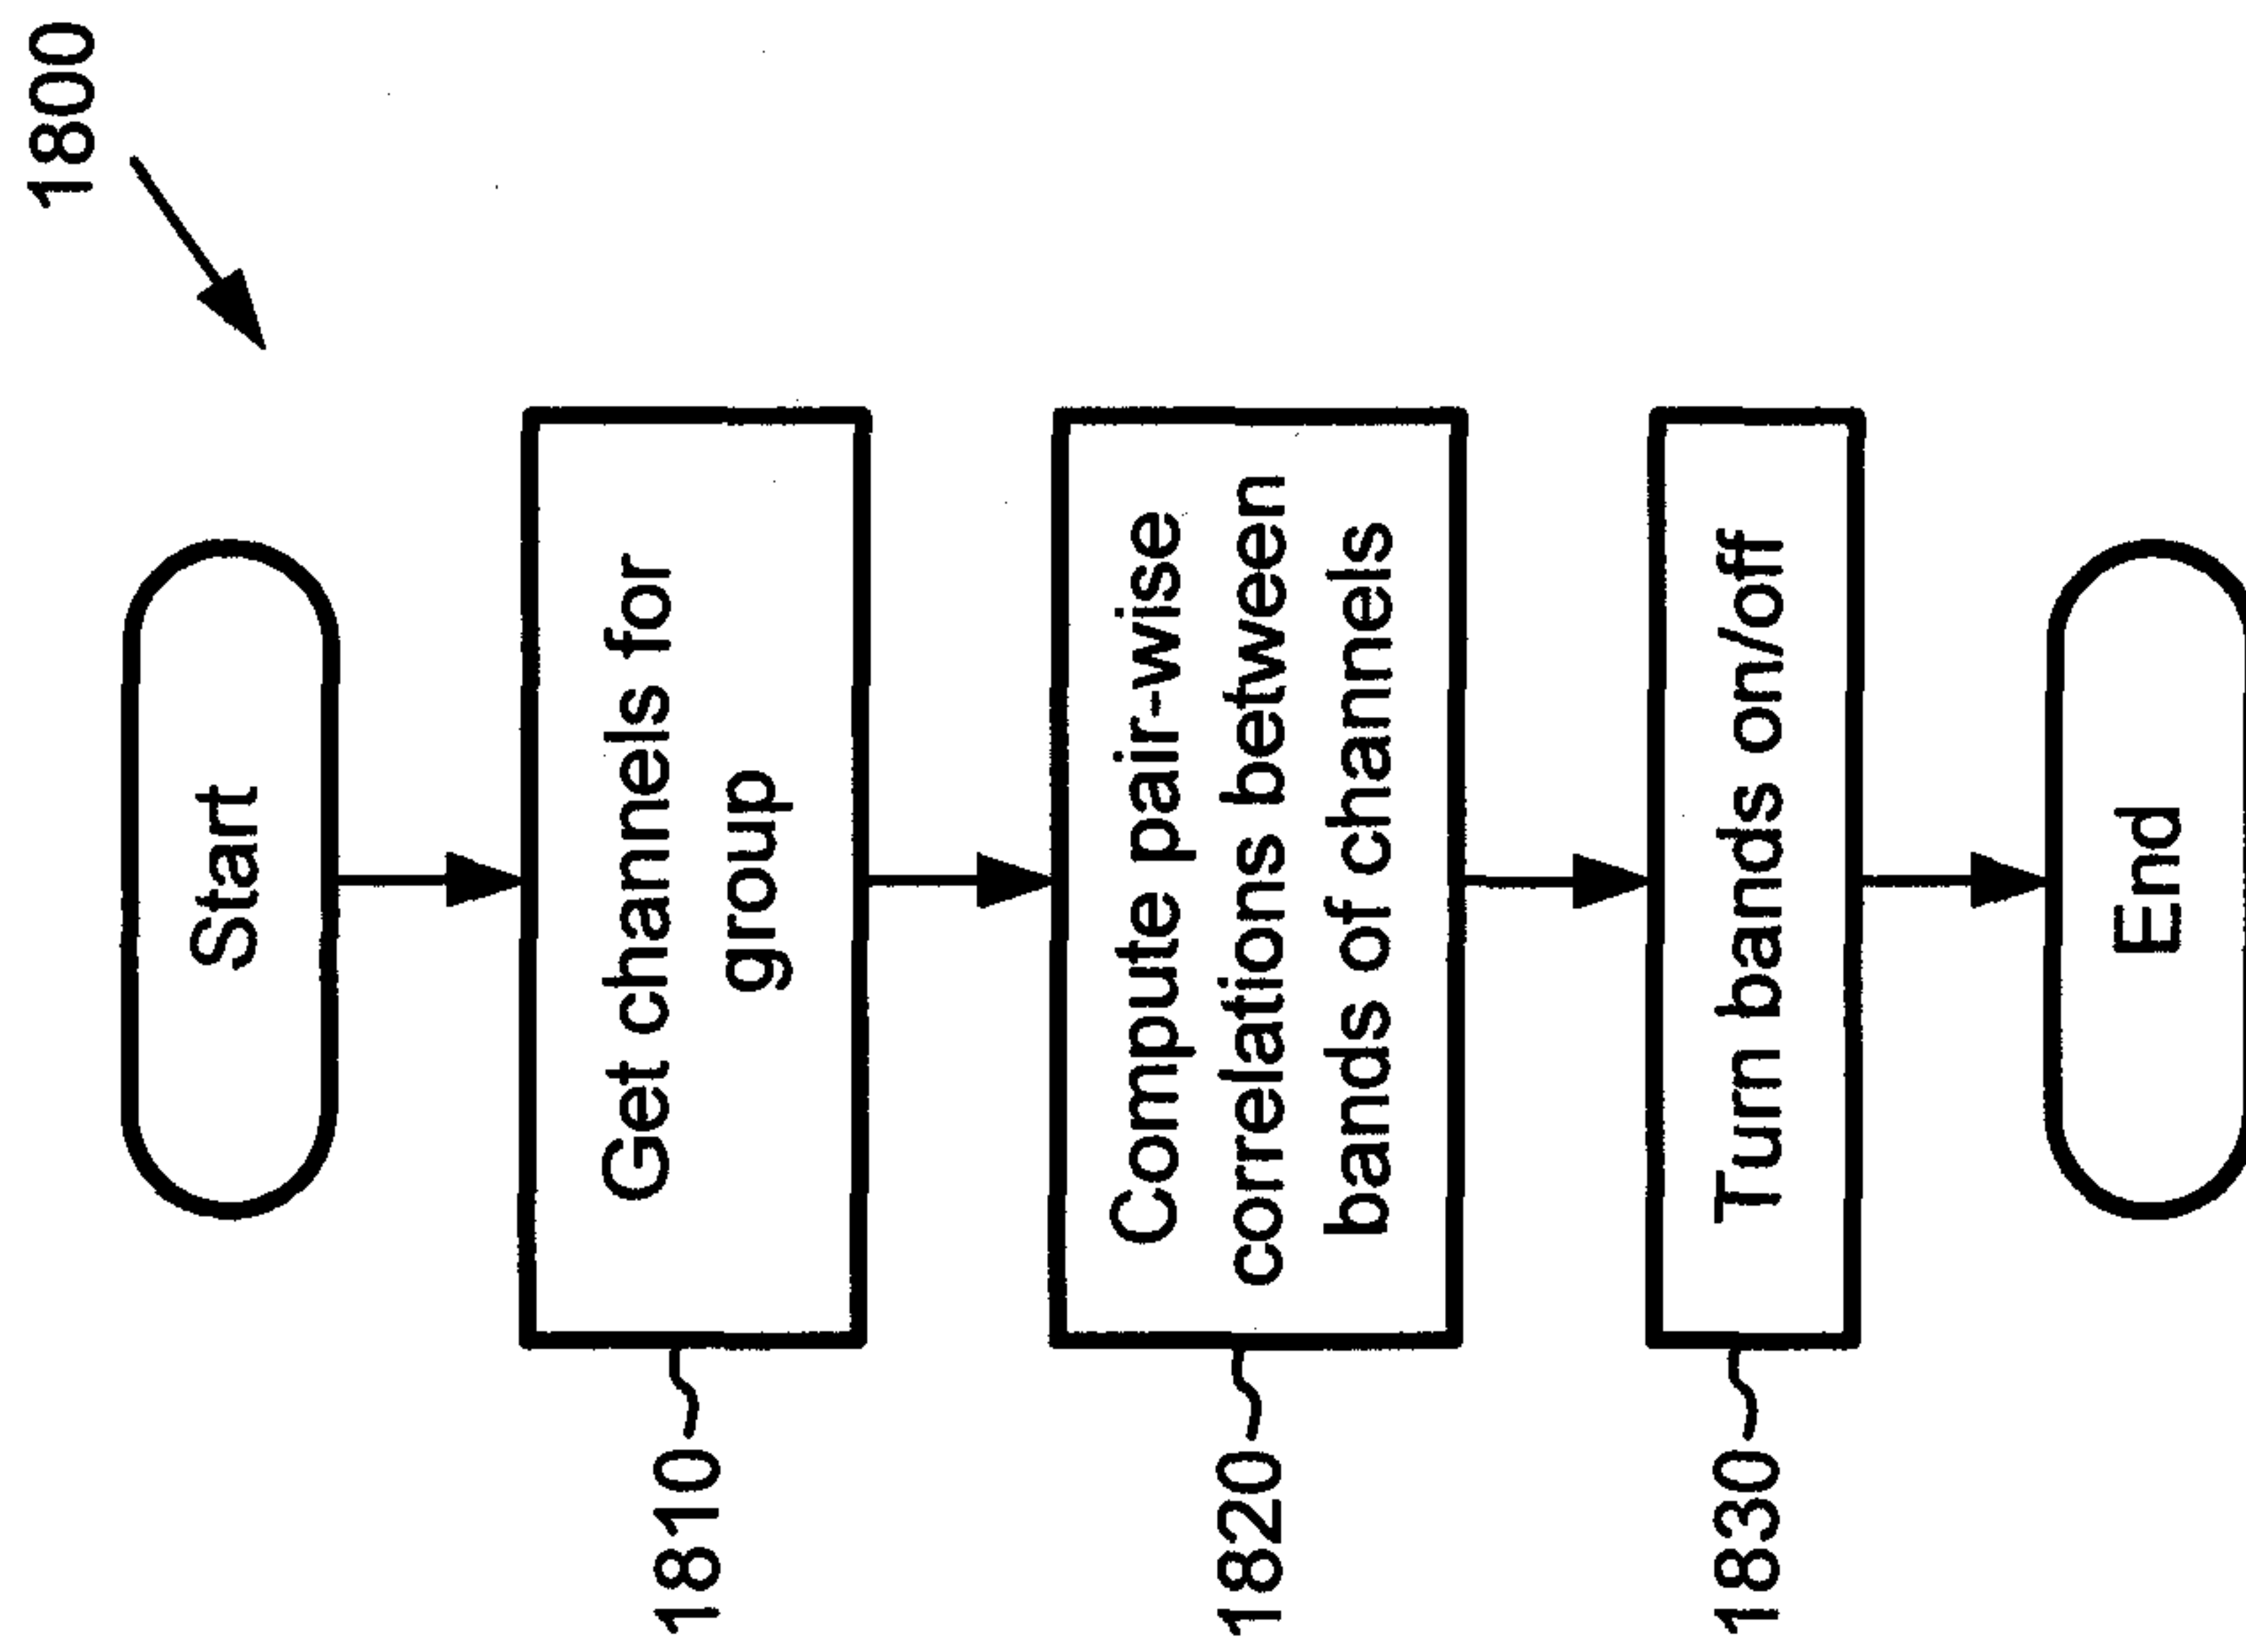 1800
Start
Get channels for
group
1810
Compute pair-wise
correlations between
bands of channels
1820
Turn bands on/off
1830
End